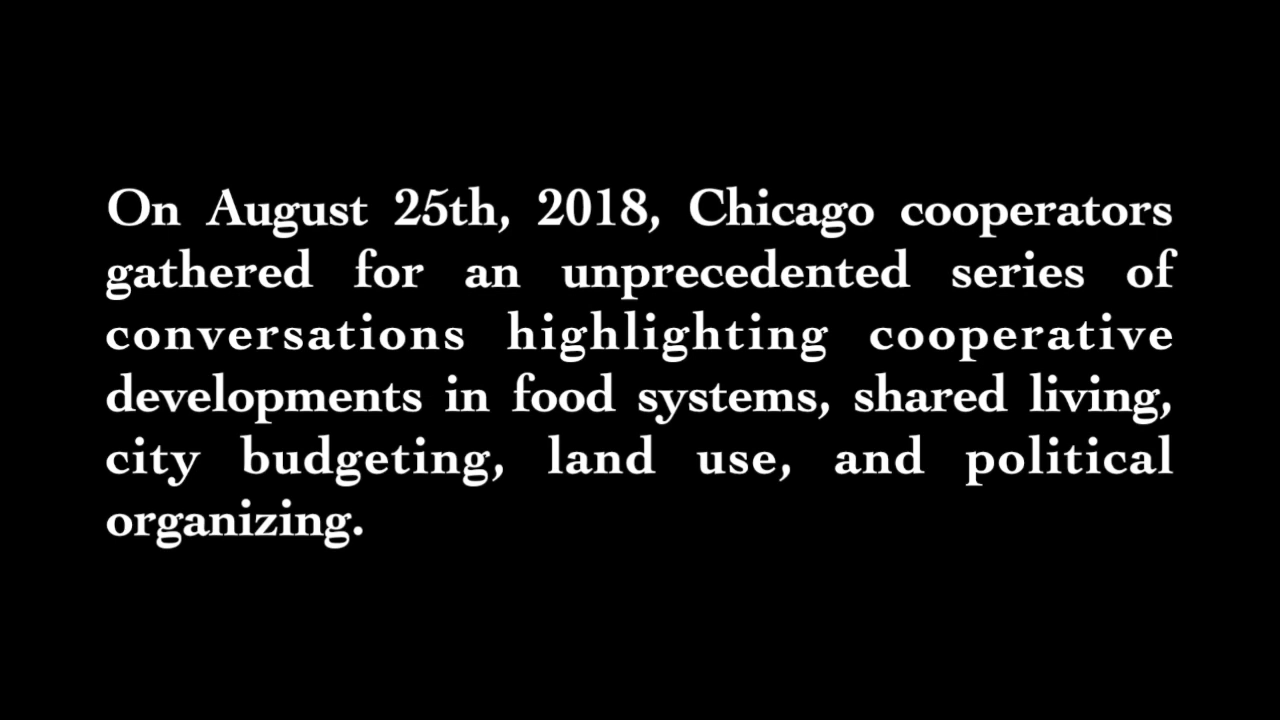 On August 25th, 2018, Chicago cooperators
gathered for an unprecedented series of
conversations highlighting cooperative
developments in food systems, shared living,
city budgeting, land use, and political
organizing.